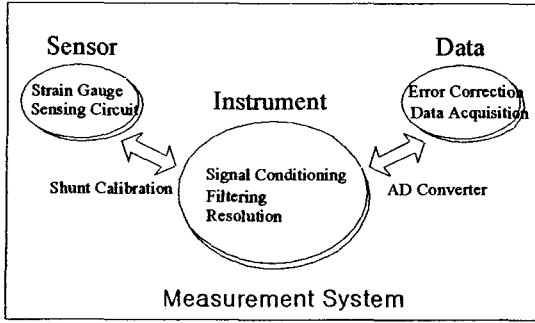 Sensor
Strain Gauge
Sensing Circuit
Data
Error Correction
Data Acquisition
Instrument
Signal Conditioning
Filtering
Resolution
Shunt Calibration
AD Converter
Measurement System